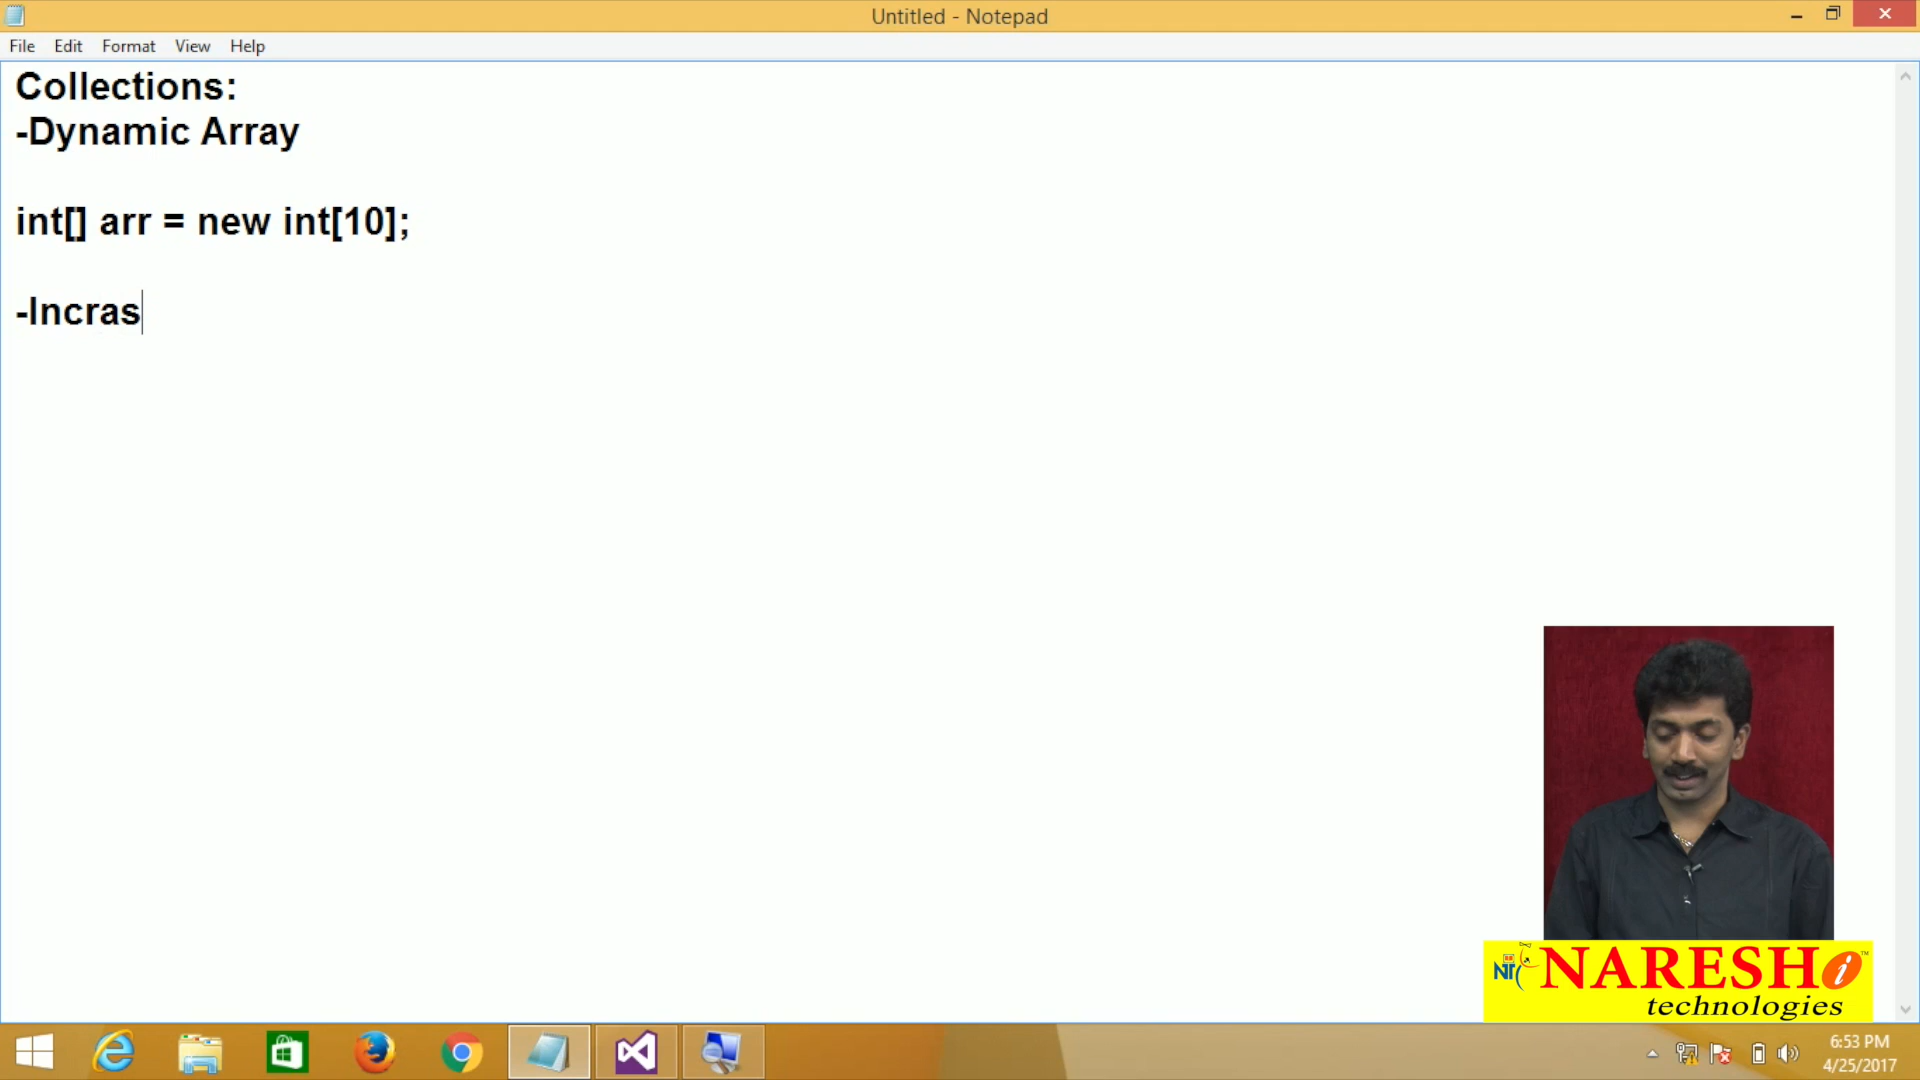 Untitled - Notepad
File Edit Format View Help
Collections:
-Dynamic Array
int[] arr = new int[10];
-Incras
NARESH i ™
technologies
6:53 PM
4/25/2017